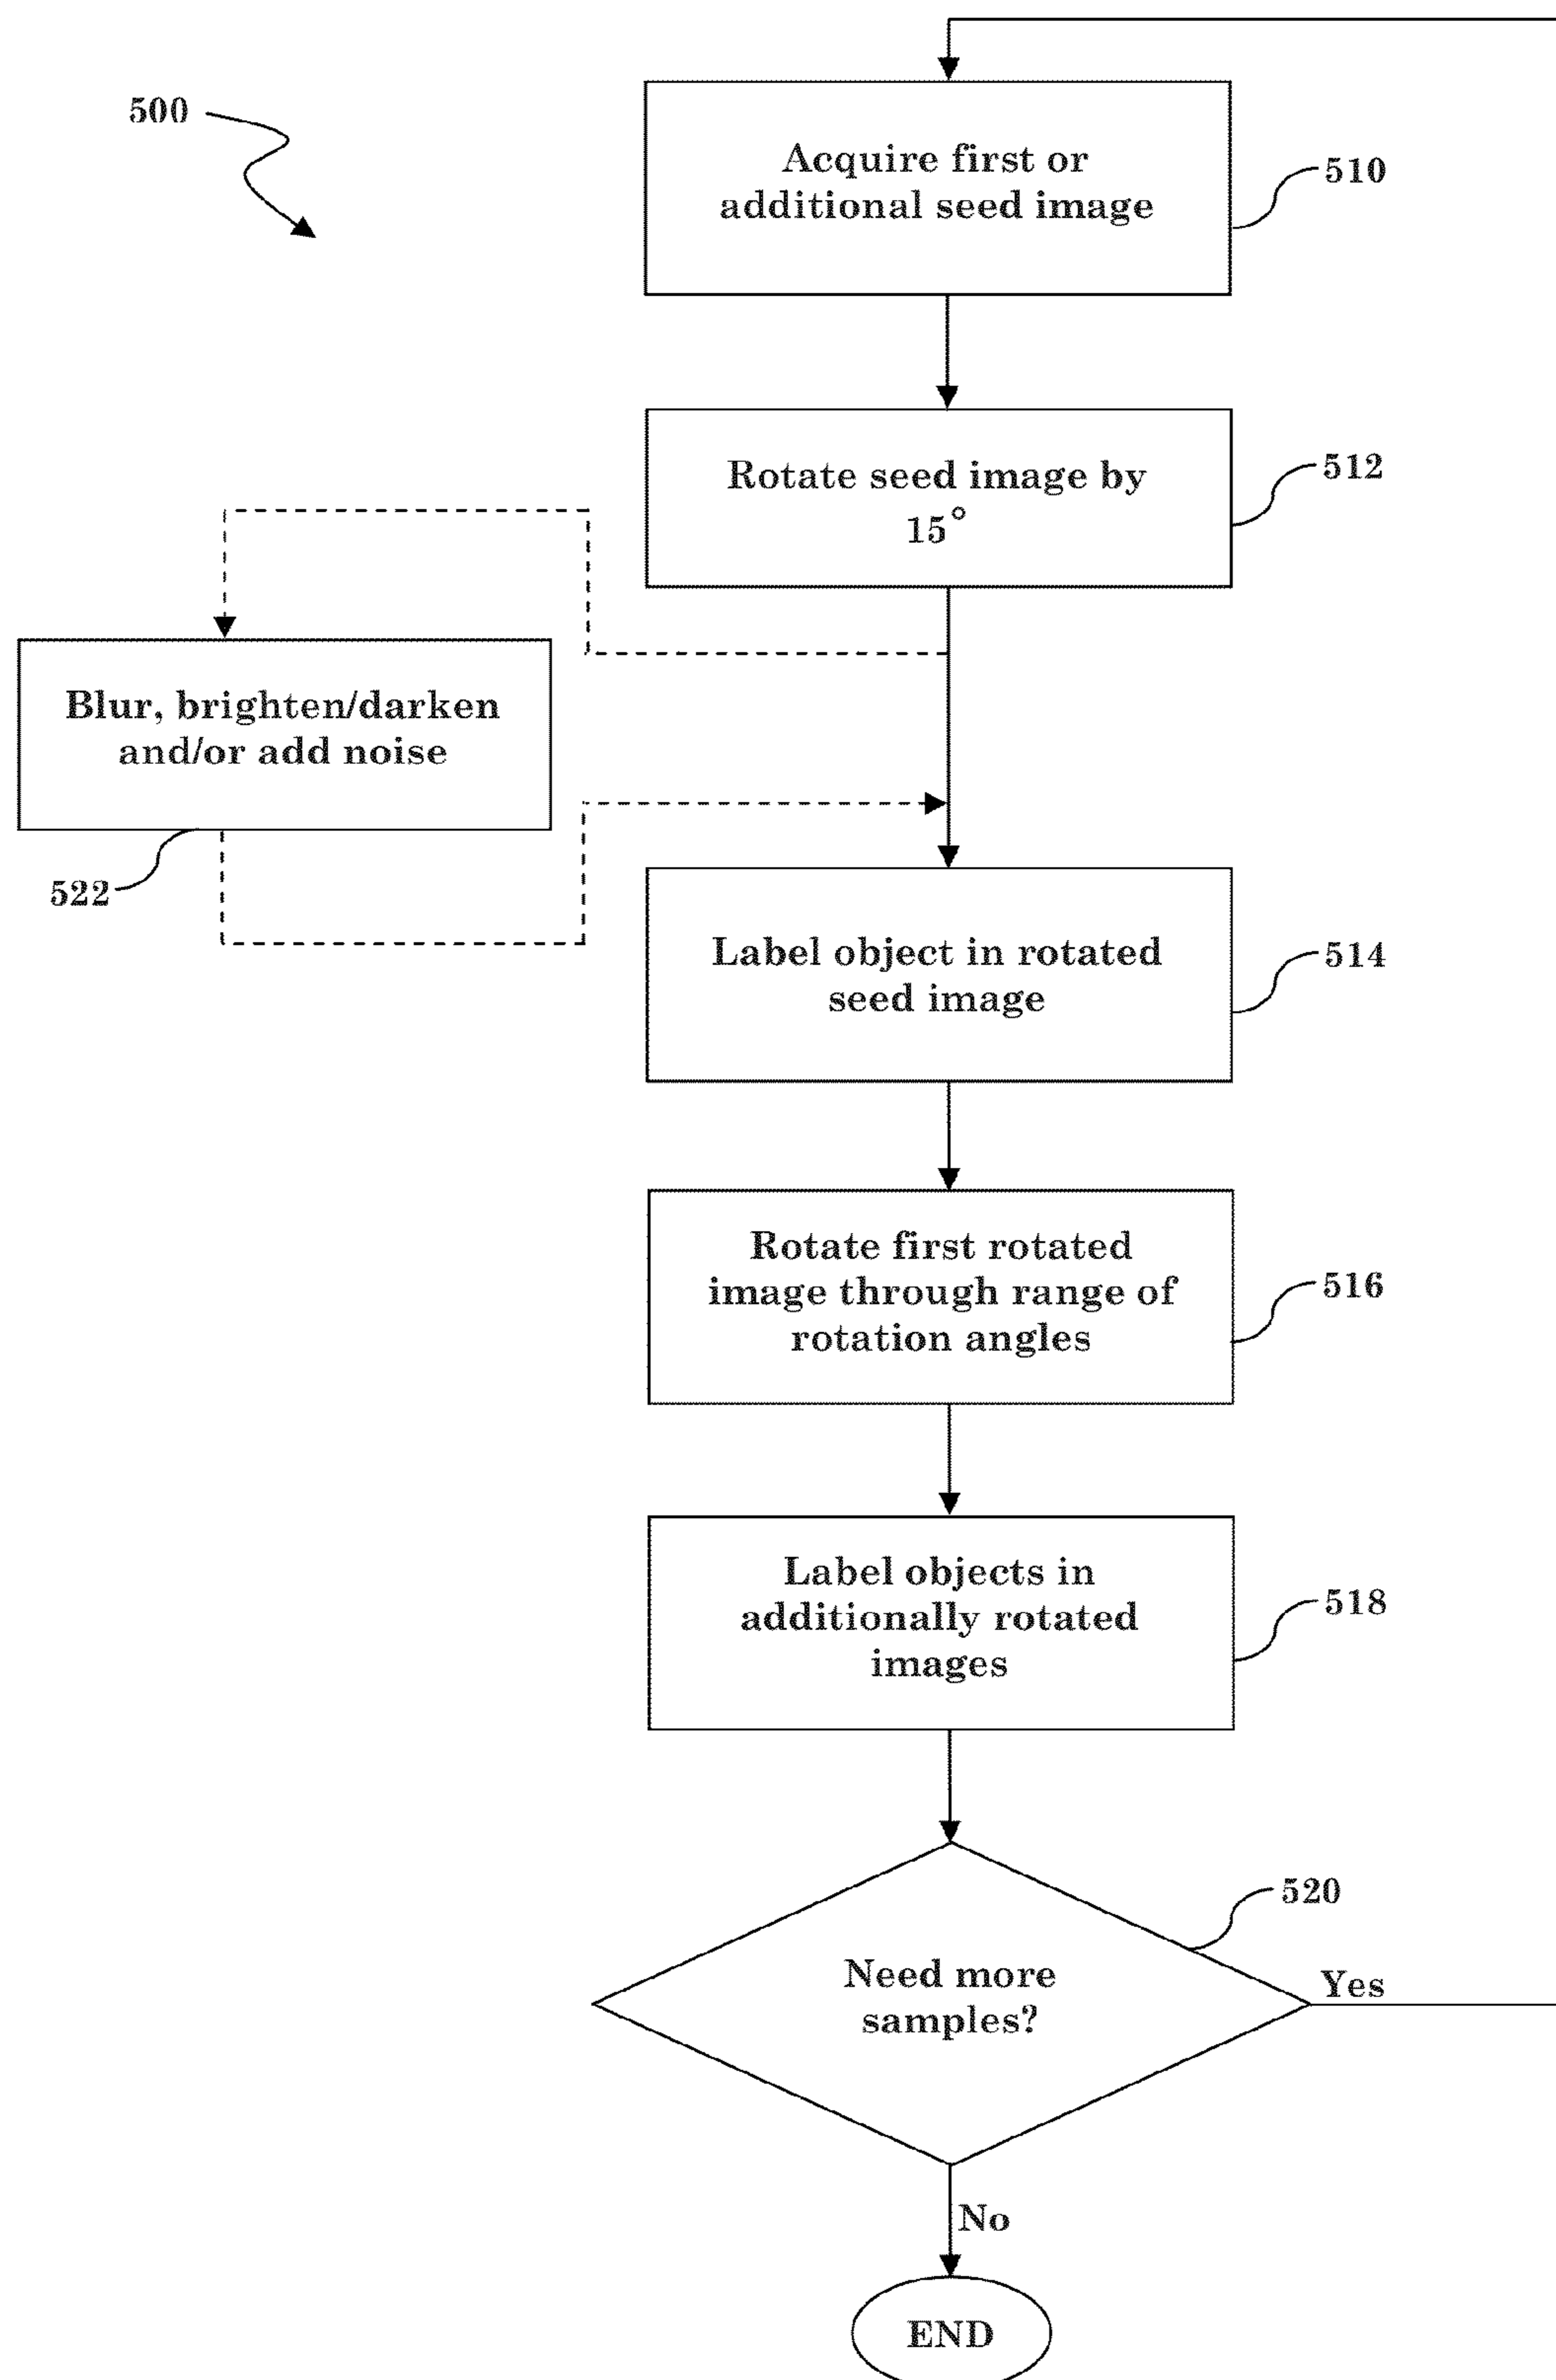 500
Acquire first or
additional seed image
510
Rotate seed image by
15°
512
Blur, brighten/darken
and/or add noise
522
Label object in rotated
seed image
514
Rotate first rotated
image through range of
rotation angles
516
Label objects in
additionally rotated
images
518
520
Need more
samples?
Yes
No
END